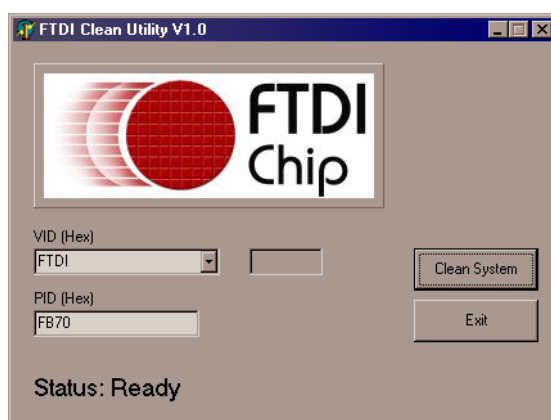 FTDI Clean Utility V1.0
FTDI
Chip
VID (Hex)
FTDI
Clean System
PID (Hex)
FB70
Exit
Status: Ready